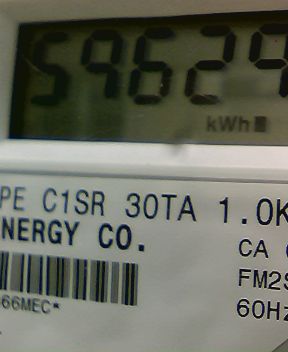 59629
kWh
PE C1SR 30TA 1.0K
NERGY CO.
CA
FM2S
66MEC*
60Hz